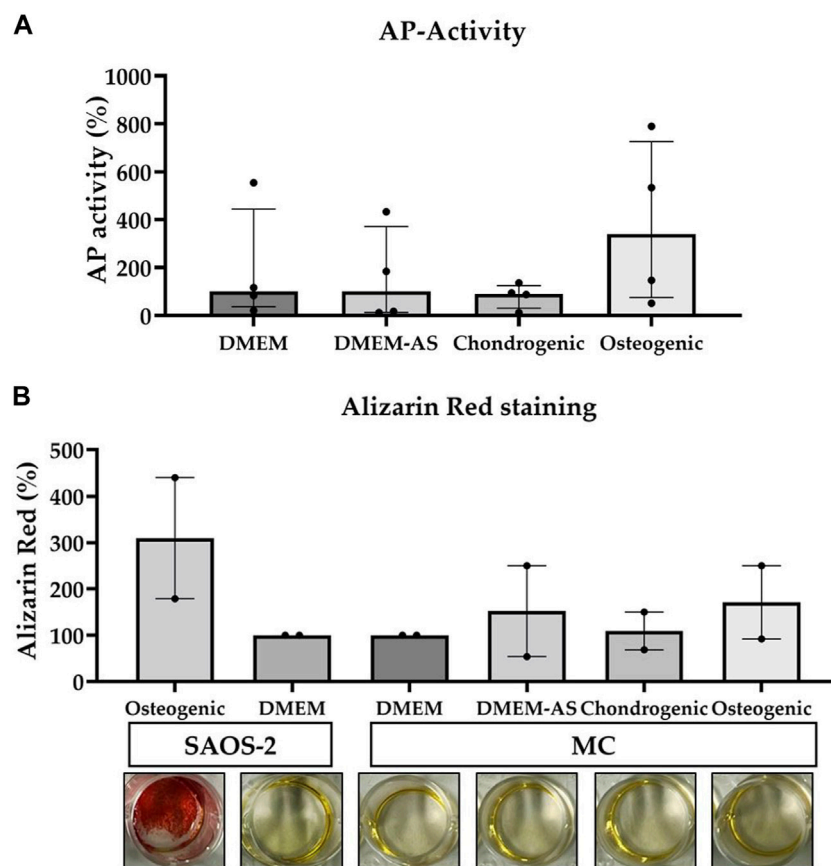 A
AP-Activity
AP activity (%)
1000
800
600
400
200
0
DMEM DMEM-AS Chondrogenic Osteogenic
B
Alizarin Red staining
Alizarin Red (%)
500
400
300
200
100
0
Osteogenic DMEM DMEM DMEM-AS Chondrogenic Osteogenic
SAOS-2 MC